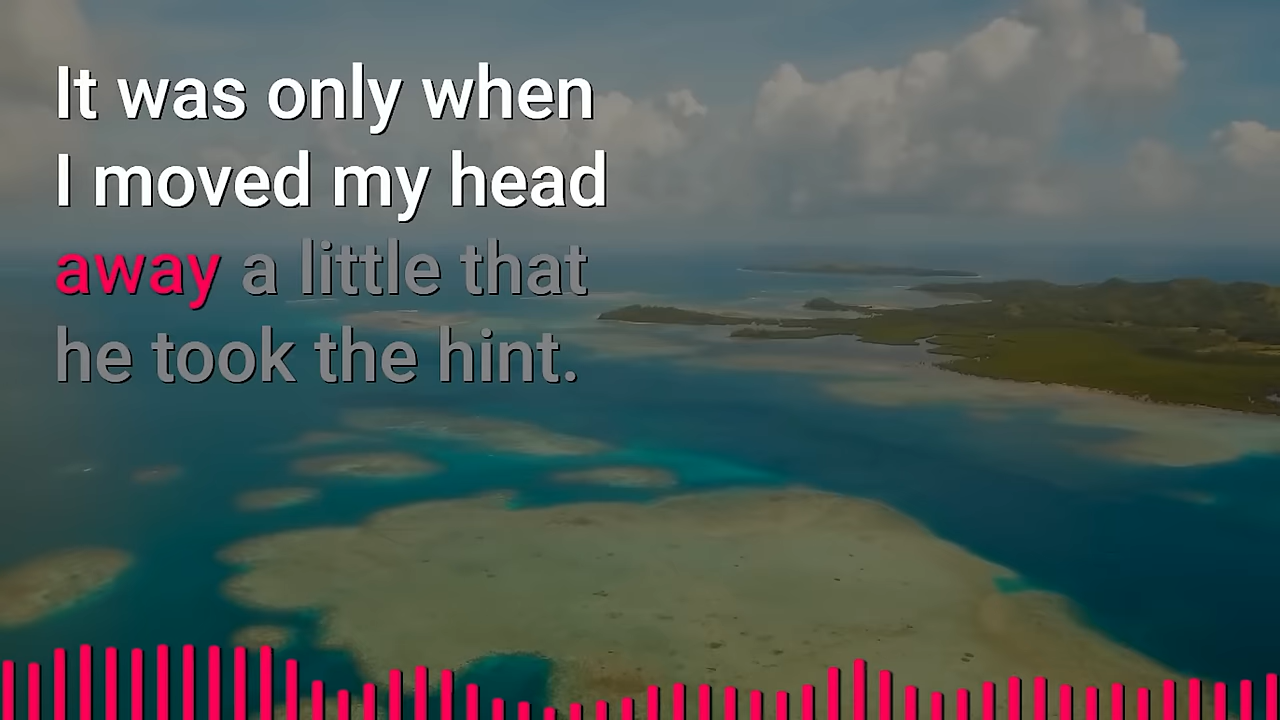 It was only when
I moved my head
away a little that
he took the hint.